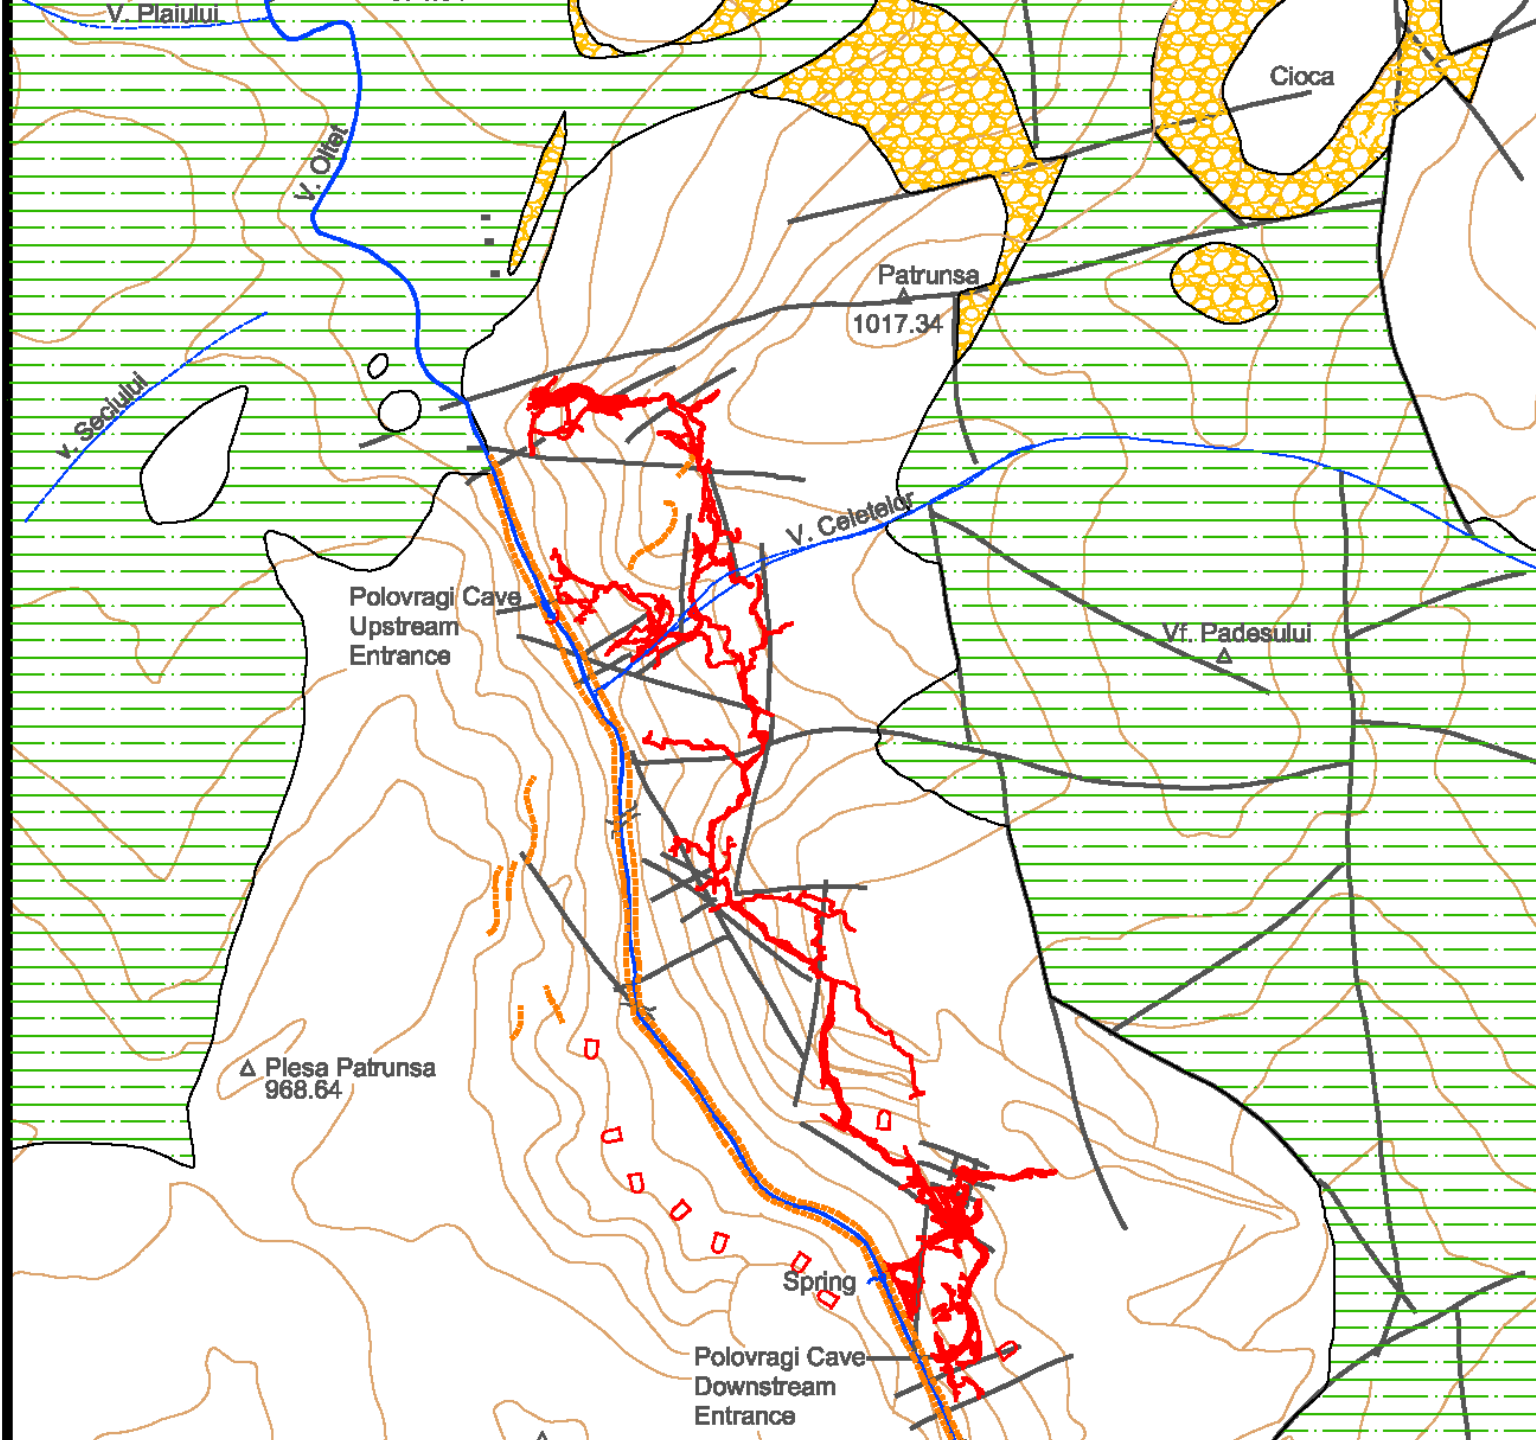 V. Plaiului
Cioca
V. Oltet
Patrunsa
1017.34
v. Seciului
V. Celetelor
Polovragi Cave
Upstream
Entrance
Vf. Padesului
Plesa Patrunsa
968.64
Spring
Polovragi Cave
Downstream
Entrance